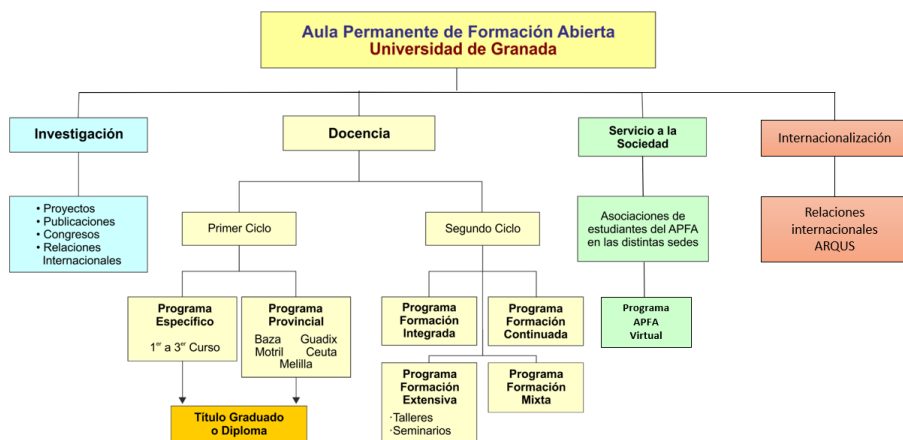 Aula Permanente de Formación Abierta
Universidad de Granada
Investigación
• Proyectos
• Publicaciones
• Congresos
• Relaciones
Internacionales
Docencia
Primer Ciclo
Programa
Específico
1er a 3er Curso
Programa
Provincial
Baza Guadix
Motril Ceuta
Melilla
Título Graduado
o Diploma
Segundo Ciclo
Programa
Formación
Integrada
Programa
Formación
Continuada
Programa
Formación
Extensiva
·Talleres
·Seminarios
Programa
Formación
Mixta
Servicio a la
Sociedad
Asociaciones de
estudiantes del APFA
en las distintas sedes
Programa
APFA
Virtual
Internacionalización
Relaciones
internacionales
ARQUS